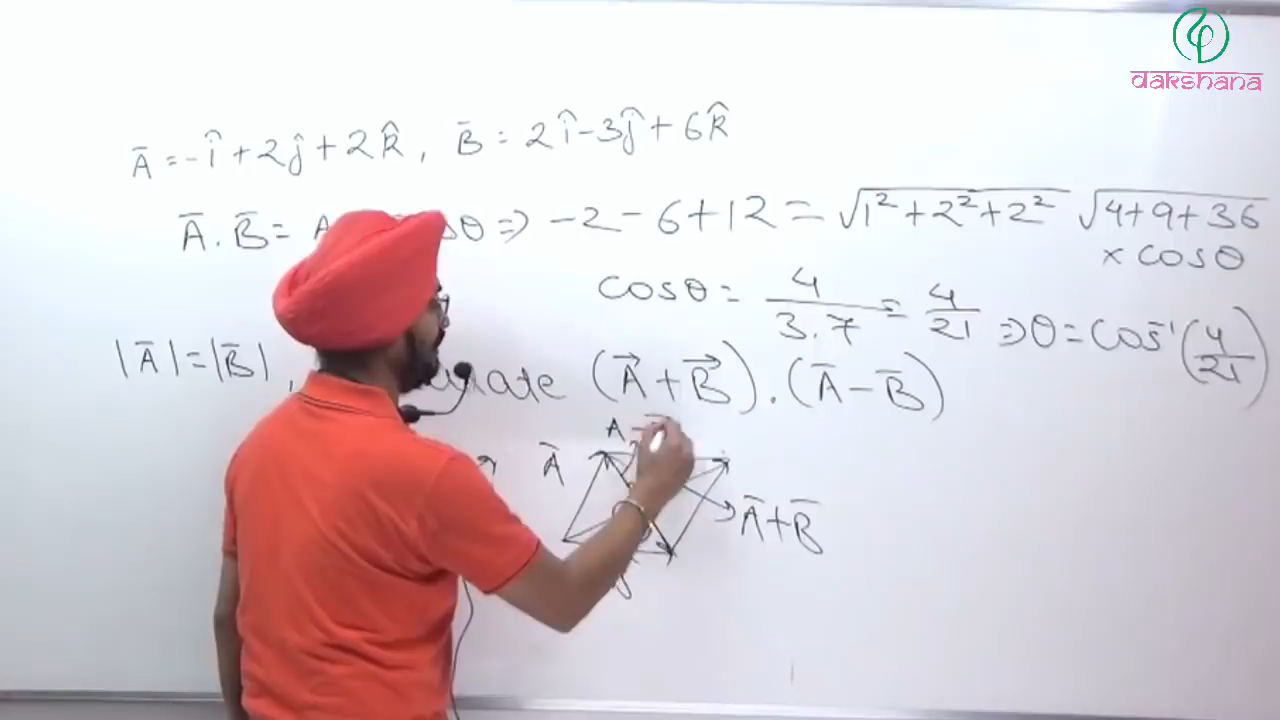 dakshana
Ā = -î + 2ĵ + 2k̂, B̄ = 2î - 3ĵ + 6k̂
Ā . B̄ = θ ⇒ -2 - 6 + 12 = √(1² + 2² + 2²) √(4 + 9 + 36)
× cosθ
cosθ = 4/(3.7) = 4/21 ⇒ θ = cos⁻¹(4/21)
|Ā| = |B̄|, (A⃗ + B⃗) . (Ā - B̄)
A -
Ā
Ā + B̄